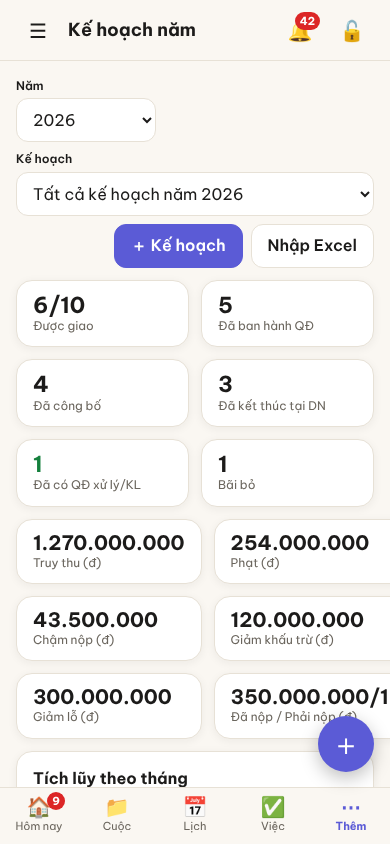 ☰ Kế hoạch năm 42
Năm
2026
Kế hoạch
Tất cả kế hoạch năm 2026
+ Kế hoạch Nhập Excel
6/10 5
Được giao Đã ban hành QĐ
4 3
Đã công bố Đã kết thúc tại DN
1 1
Đã có QĐ xử lý/KL Bãi bỏ
1.270.000.000 254.000.000
Truy thu (đ) Phạt (đ)
43.500.000 120.000.000
Chậm nộp (đ) Giảm khấu trừ (đ)
300.000.000 350.000.000/1
Giảm lỗ (đ) Đã nộp / Phải nộp (đ)
+
Tích lũy theo tháng
9
Hôm nay Cuộc Lịch Việc Thêm